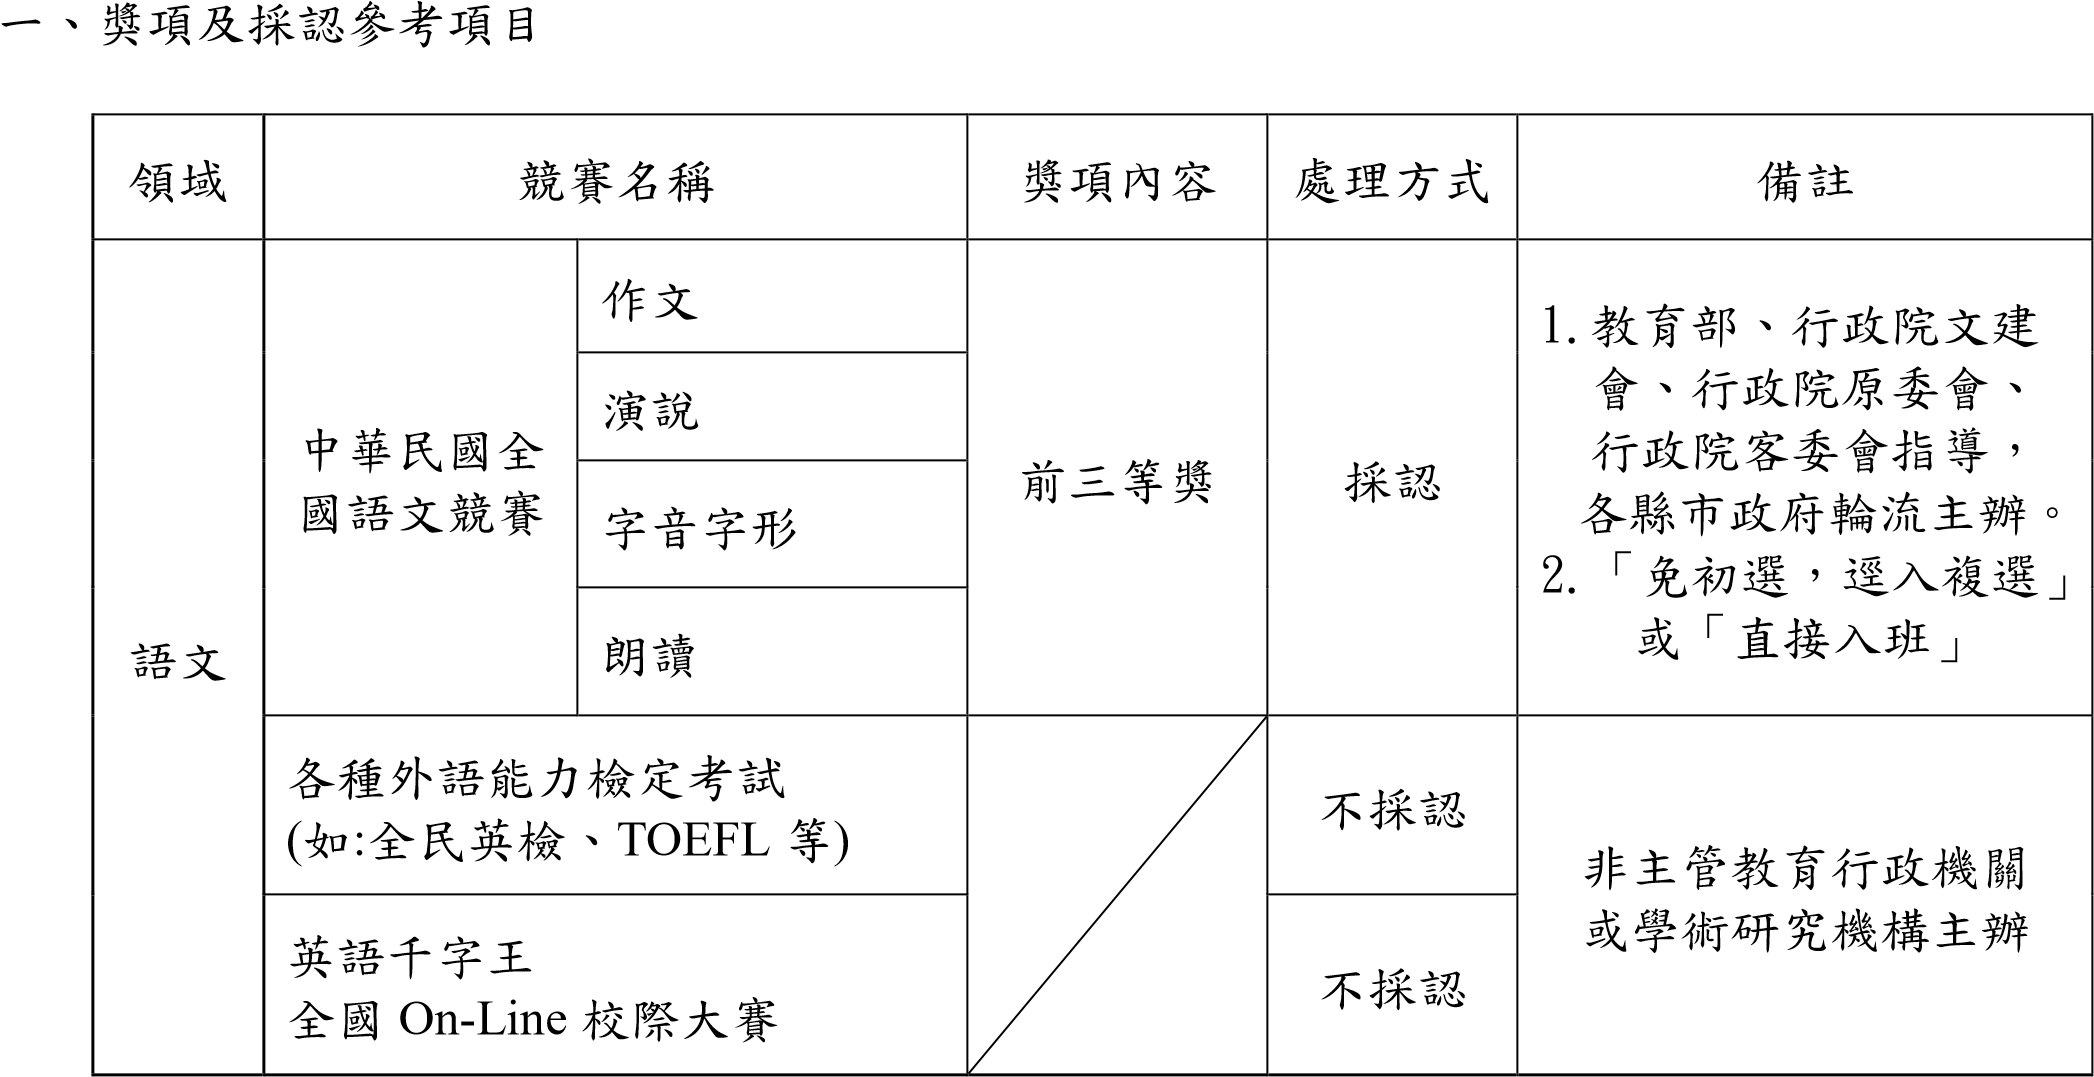 一、獎項及採認參考項目
領域 競賽名稱 獎項內容 處理方式 備註
語文
中華民國全
國語文競賽
作文
演說
字音字形
朗讀
前三等獎
採認
1. 教育部、行政院文建
會、行政院原委會、
行政院客委會指導，
各縣市政府輪流主辦。
2. 「免初選，逕入複選」
或「直接入班」
各種外語能力檢定考試
(如:全民英檢、TOEFL 等)
不採認
英語千字王
全國 On-Line 校際大賽
不採認
非主管教育行政機關
或學術研究機構主辦